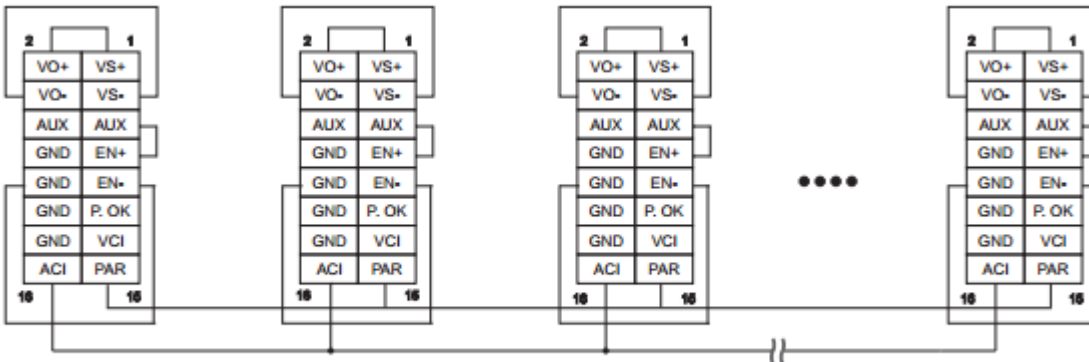 2 1 2 1 2 1 2 1
VO+ VS+ VO+ VS+ VO+ VS+ VO+ VS+
VO- VS- VO- VS- VO- VS- VO- VS-
AUX AUX AUX AUX AUX AUX AUX AUX
GND EN+ GND EN+ GND EN+ GND EN+
GND EN- GND EN- GND EN- GND EN-
GND P. OK GND P. OK GND P. OK GND P. OK
GND VCI GND VCI GND VCI GND VCI
ACI PAR ACI PAR ACI PAR ACI PAR
16 15 16 15 16 15 16 15